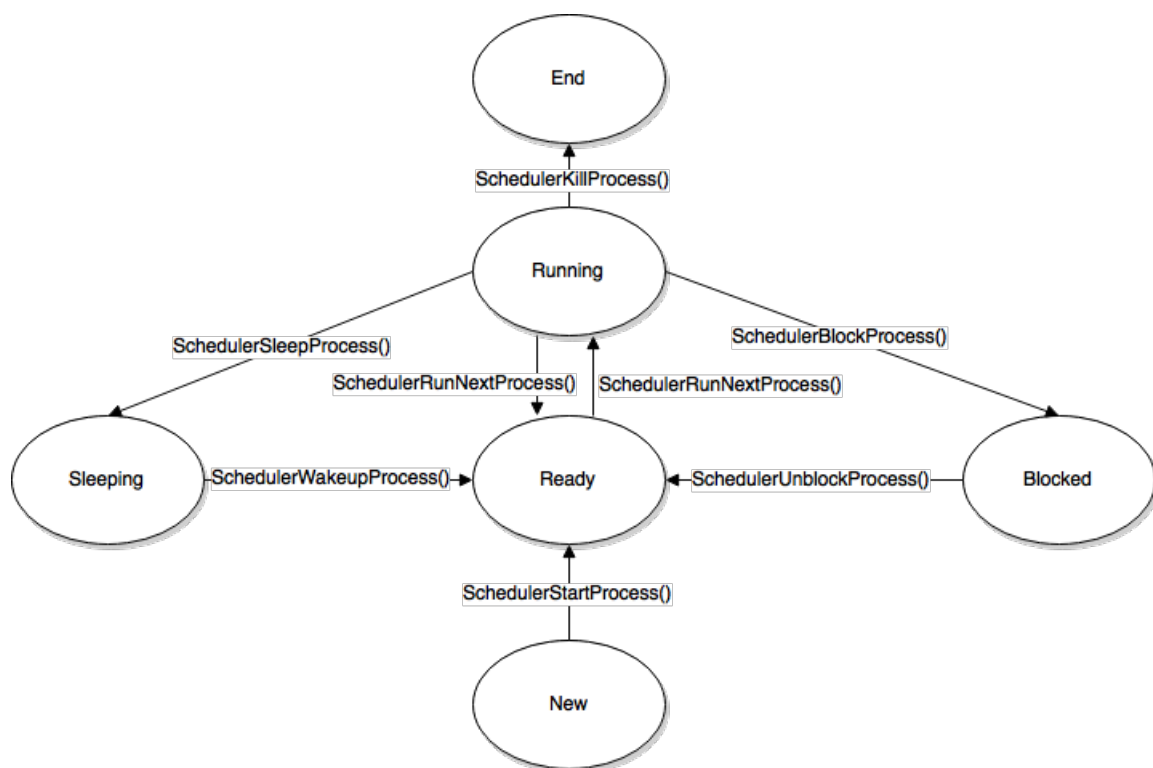 End
SchedulerKillProcess()
Running
SchedulerSleepProcess()
SchedulerBlockProcess()
SchedulerRunNextProcess()
SchedulerRunNextProcess()
Sleeping
SchedulerWakeupProcess()
Ready
SchedulerUnblockProcess()
Blocked
SchedulerStartProcess()
New